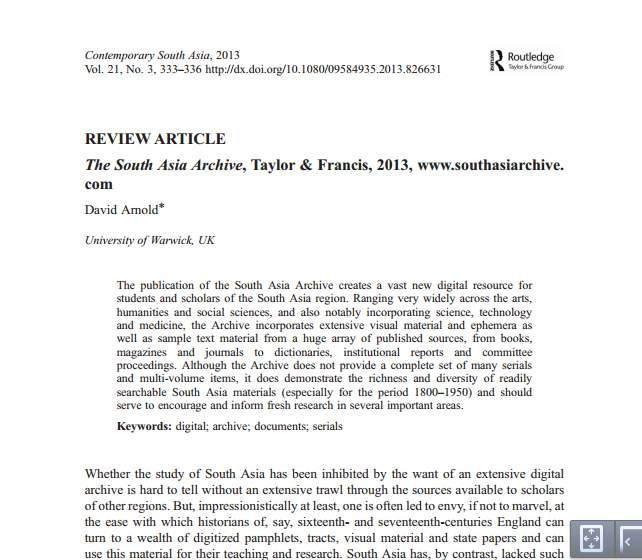 Contemporary South Asia, 2013
Vol. 21, No. 3, 333–336 http://dx.doi.org/10.1080/09584935.2013.826631
Routledge
Taylor & Francis Group
REVIEW ARTICLE
The South Asia Archive, Taylor & Francis, 2013, www.southasiarchive.
com
David Arnold*
University of Warwick, UK
The publication of the South Asia Archive creates a vast new digital resource for
students and scholars of the South Asia region. Ranging very widely across the arts,
humanities and social sciences, and also notably incorporating science, technology
and medicine, the Archive incorporates extensive visual material and ephemera as
well as sample text material from a huge array of published sources, from books,
magazines and journals to dictionaries, institutional reports and committee
proceedings. Although the Archive does not provide a complete set of many serials
and multi-volume items, it does demonstrate the richness and diversity of readily
searchable South Asia materials (especially for the period 1800–1950) and should
serve to encourage and inform fresh research in several important areas.
Keywords: digital; archive; documents; serials
Whether the study of South Asia has been inhibited by the want of an extensive digital
archive is hard to tell without an extensive trawl through the sources available to scholars
of other regions. But, impressionistically at least, one is often led to envy, if not to marvel, at
the ease with which historians of, say, sixteenth- and seventeenth-centuries England can
turn to a wealth of digitized pamphlets, tracts, visual material and state papers and can
use this material for their teaching and research. South Asia has, by contrast, lacked such